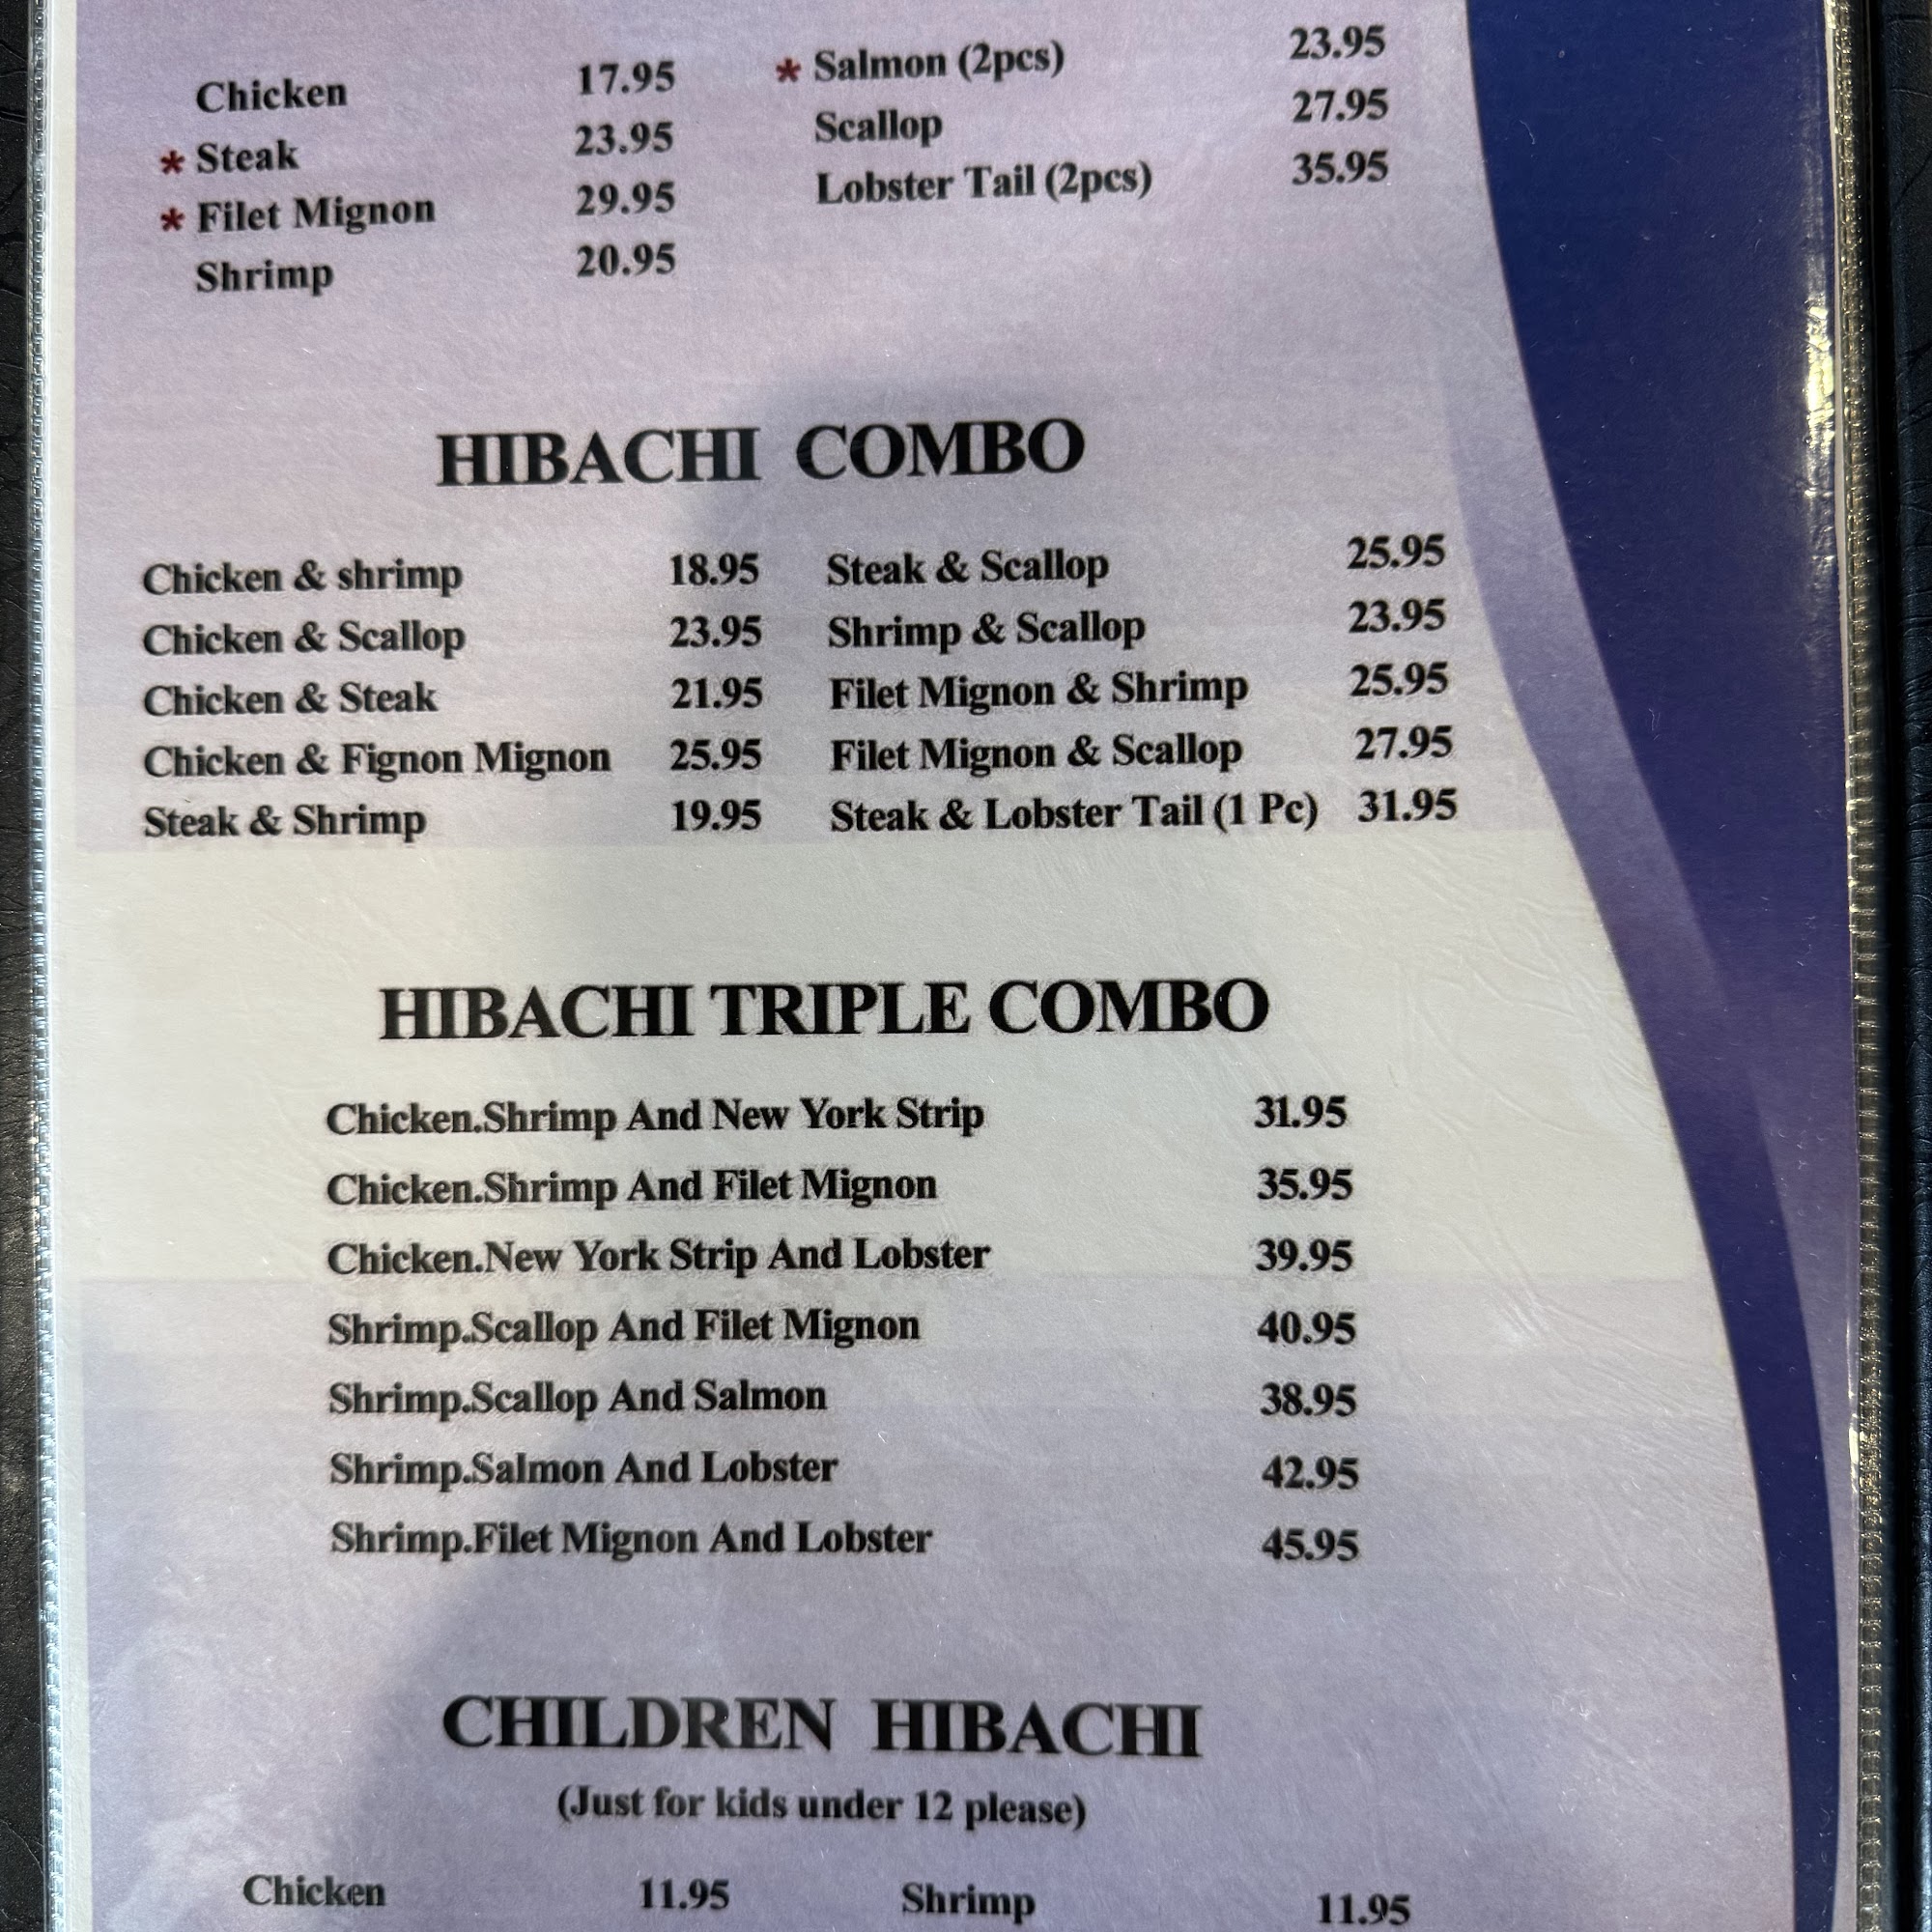 Chicken 17.95 * Salmon (2pcs) 23.95
* Steak 23.95 Scallop 27.95
* Filet Mignon 29.95 Lobster Tail (2pcs) 35.95
Shrimp 20.95
HIBACHI COMBO
Chicken & shrimp 18.95 Steak & Scallop 25.95
Chicken & Scallop 23.95 Shrimp & Scallop 23.95
Chicken & Steak 21.95 Filet Mignon & Shrimp 25.95
Chicken & Fignon Mignon 25.95 Filet Mignon & Scallop 27.95
Steak & Shrimp 19.95 Steak & Lobster Tail (1 Pc) 31.95
HIBACHI TRIPLE COMBO
Chicken.Shrimp And New York Strip 31.95
Chicken.Shrimp And Filet Mignon 35.95
Chicken.New York Strip And Lobster 39.95
Shrimp.Scallop And Filet Mignon 40.95
Shrimp.Scallop And Salmon 38.95
Shrimp.Salmon And Lobster 42.95
Shrimp.Filet Mignon And Lobster 45.95
CHILDREN HIBACHI
(Just for kids under 12 please)
Chicken 11.95 Shrimp 11.95